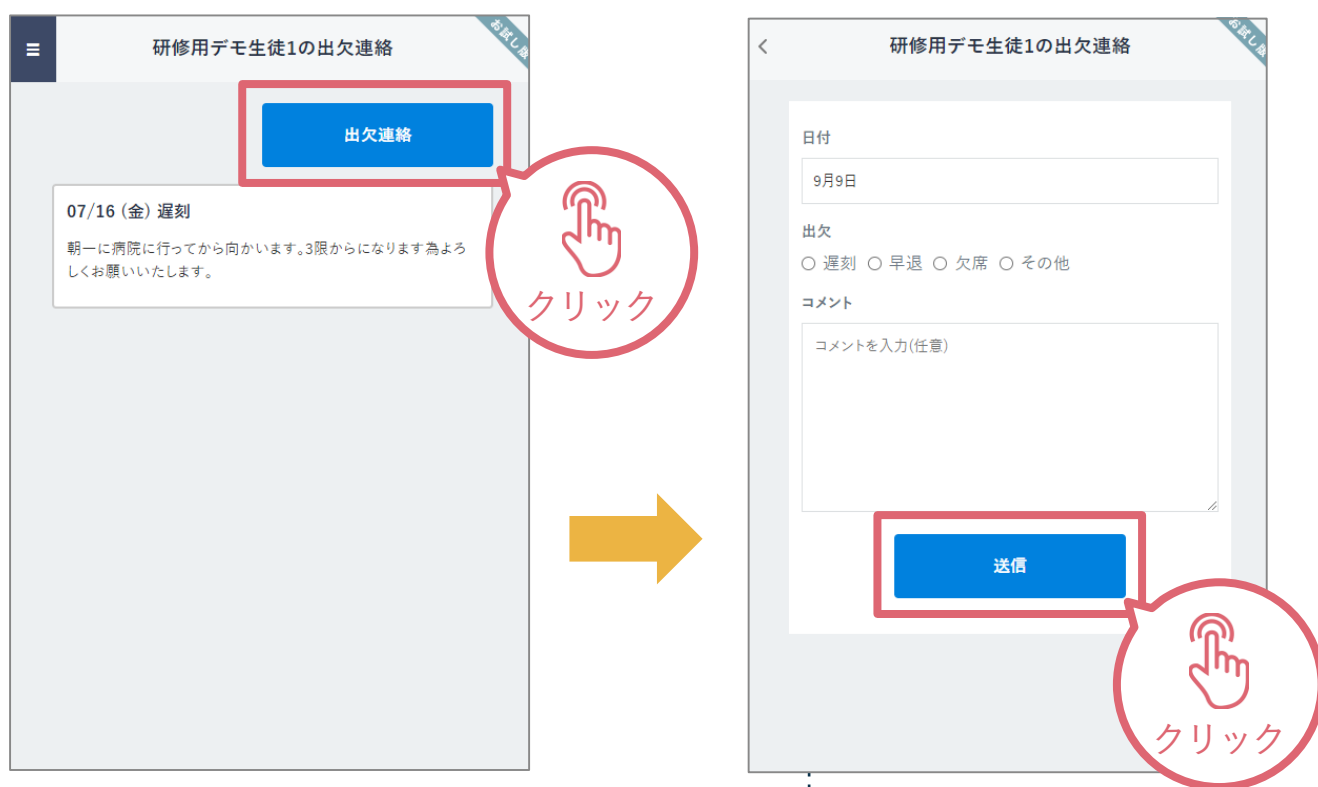 研修用デモ生徒1の出欠連絡
お試し版
出欠連絡
07/16 (金) 遅刻
朝一に病院に行ってから向かいます。3限からになります為よろ
しくお願いいたします。
クリック
研修用デモ生徒1の出欠連絡
お試し版
日付
9月9日
出欠
遅刻 早退 欠席 その他
コメント
コメントを入力(任意)
送信
クリック